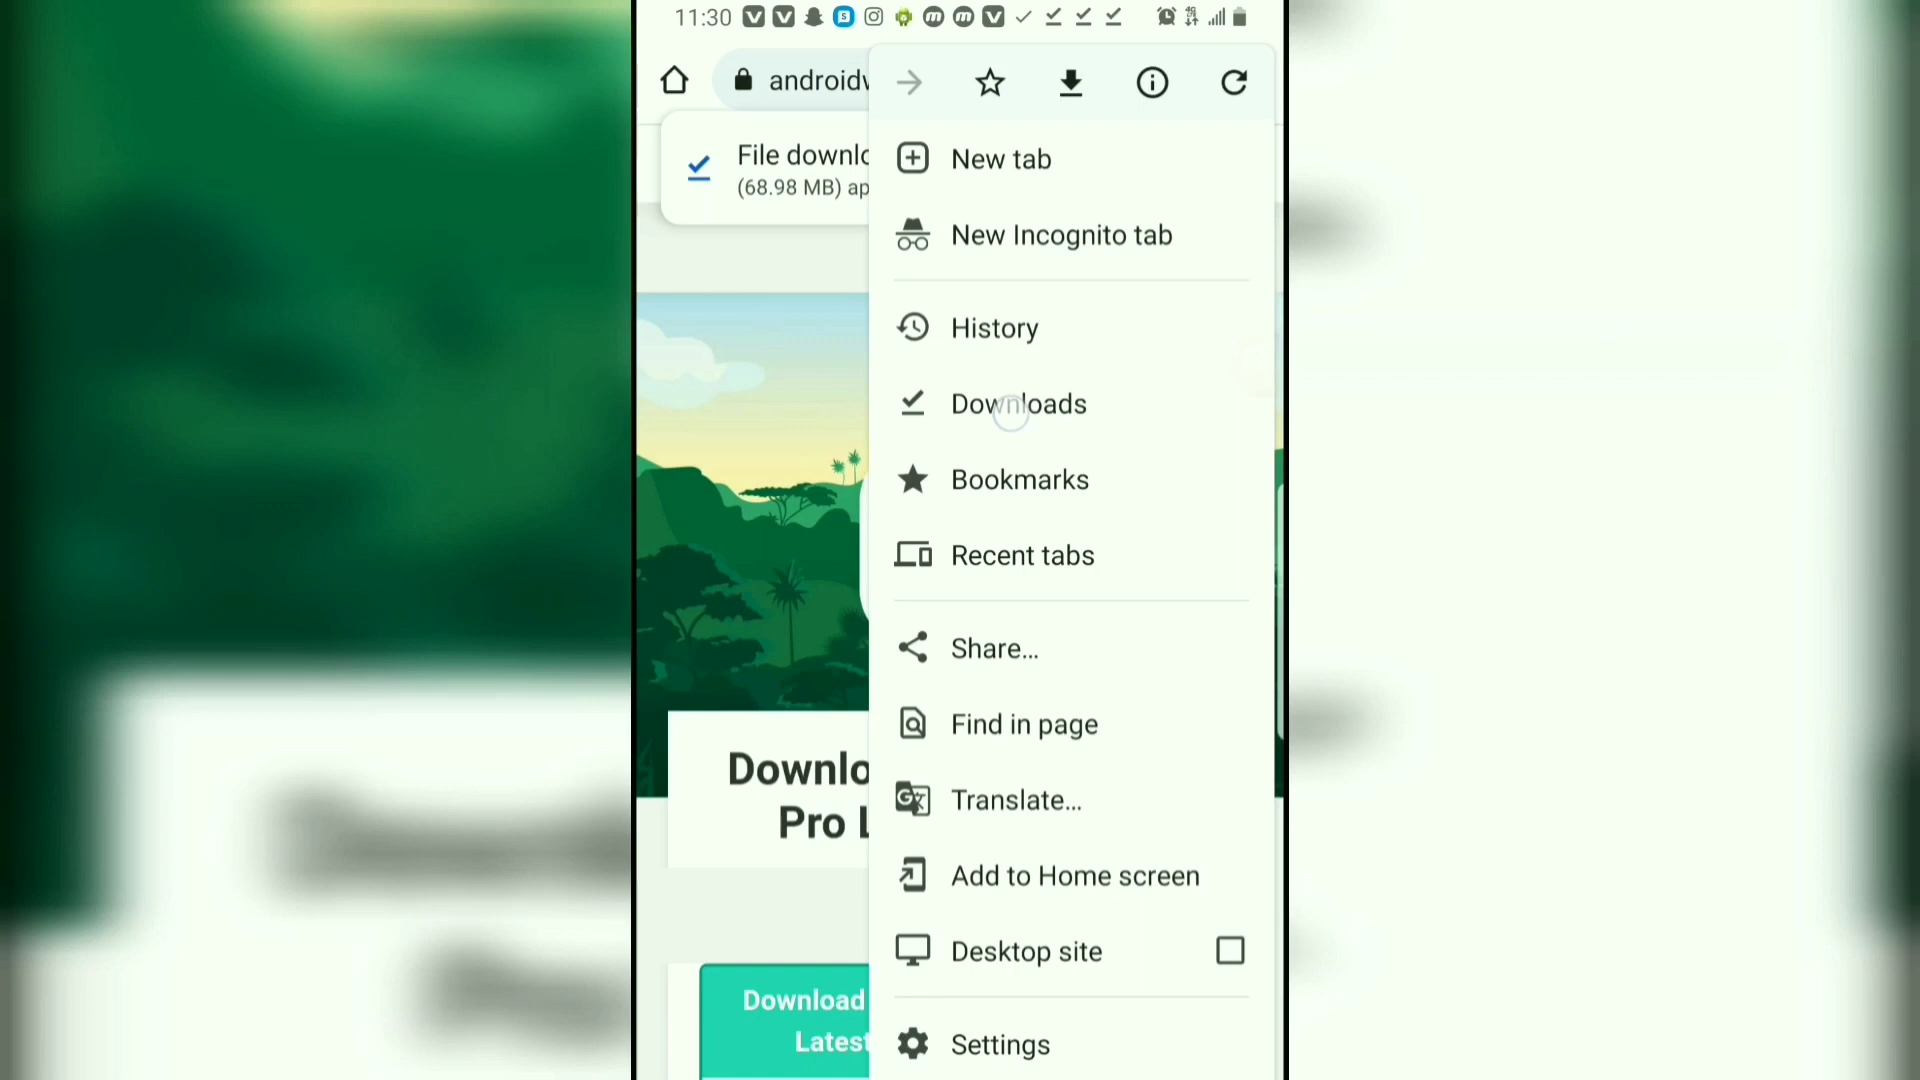 11:30
androidw
File downlo
(68.98 MB) ap
New tab
New Incognito tab
History
Downloads
Bookmarks
Recent tabs
Share...
Find in page
Translate...
Add to Home screen
Desktop site
Settings
Downlo
Pro L
Download
Latest